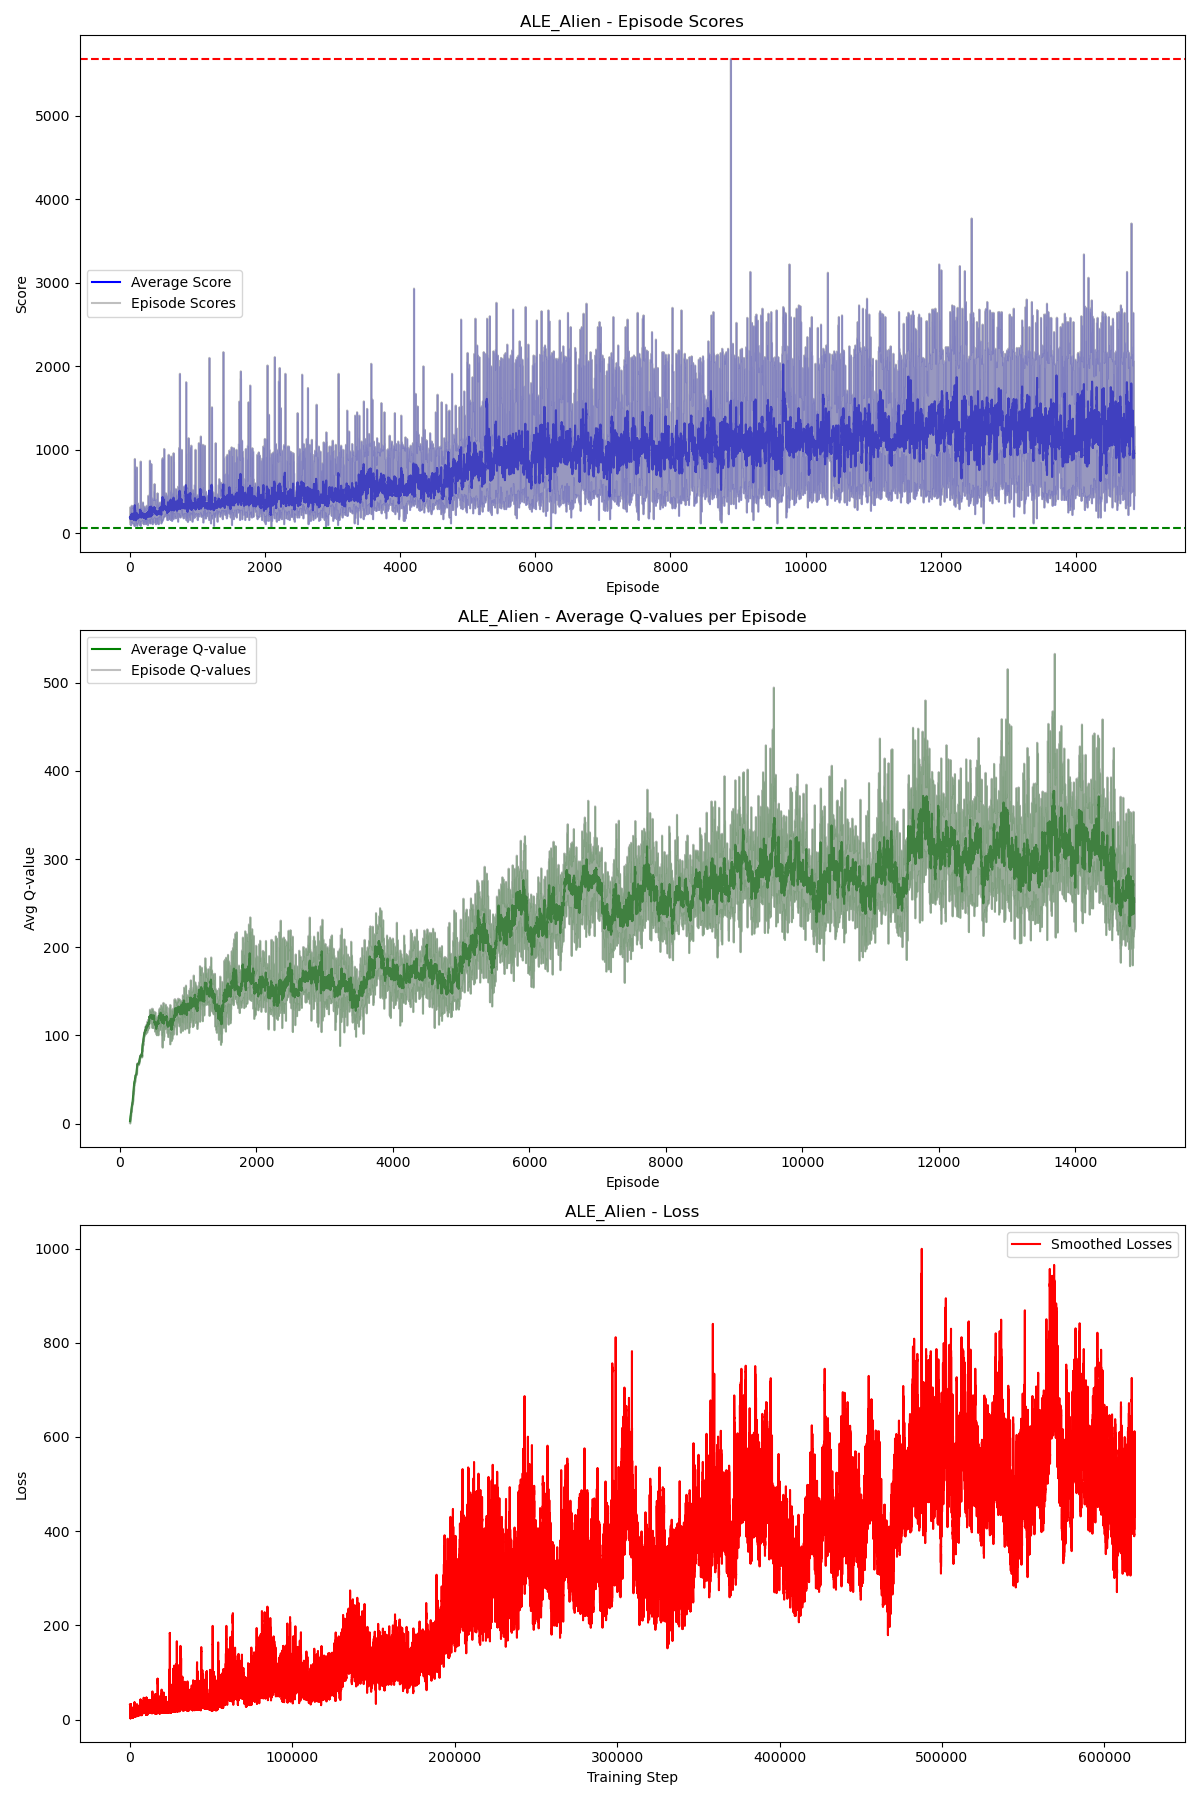 ALE_Alien - Episode Scores
5000
4000
3000
2000
1000
0
Score
Average Score
Episode Scores
0 2000 4000 6000 8000 10000 12000 14000
Episode
ALE_Alien - Average Q-values per Episode
500
400
300
200
100
0
Avg Q-value
Average Q-value
Episode Q-values
0 2000 4000 6000 8000 10000 12000 14000
Episode
ALE_Alien - Loss
1000
800
600
400
200
0
Loss
Smoothed Losses
0 100000 200000 300000 400000 500000 600000
Training Step